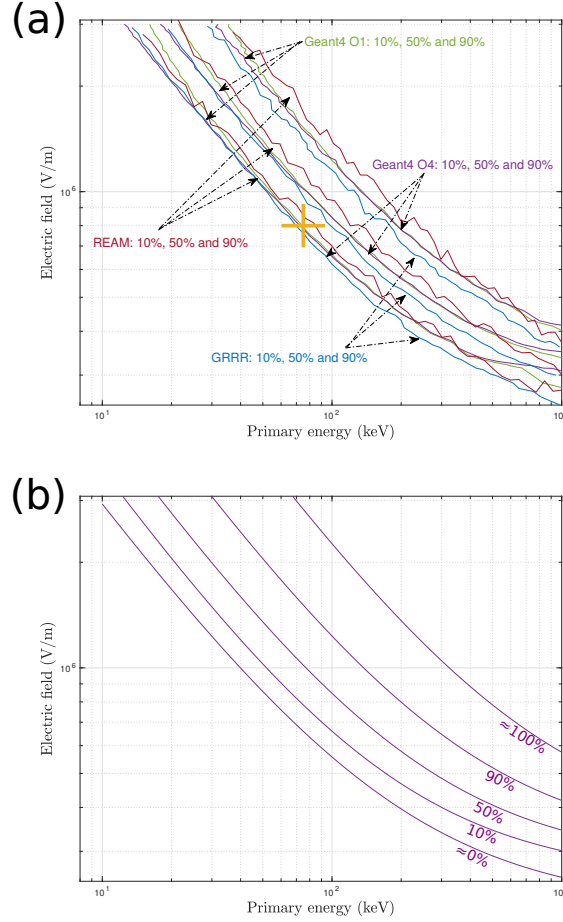 (a)
Geant4 O1: 10%, 50% and 90%
Geant4 O4: 10%, 50% and 90%
10⁶
REAM: 10%, 50% and 90%
GRRR: 10%, 50% and 90%
Electric field (V/m)
10¹
10²
10
Primary energy (keV)
(b)
10⁶
Electric field (V/m)
≈100%
90%
50%
10%
≈0%
10¹
10²
10
Primary energy (keV)